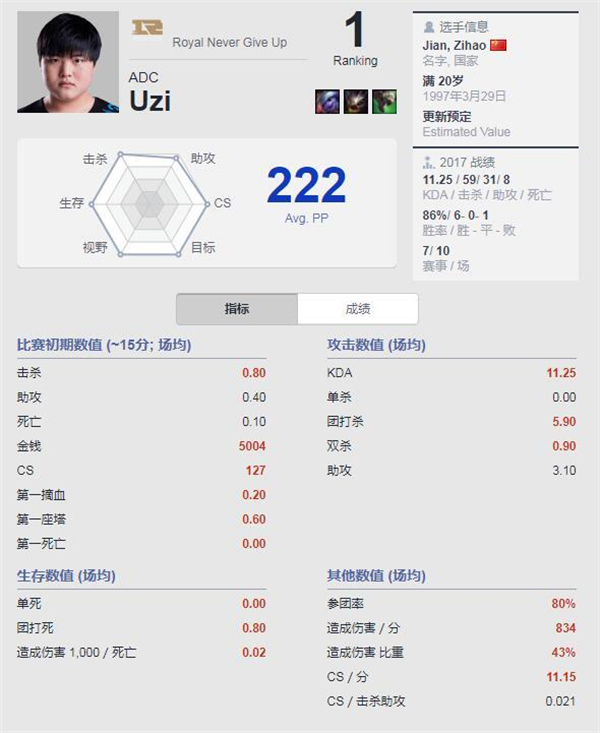 Royal Never Give Up
ADC
Uzi
1
Ranking
选手信息
Jian, Zihao
名字, 国家
满 20岁
1997年3月29日
更新预定
Estimated Value
击杀
助攻
生存
CS
视野
目标
222
Avg. PP
2017 战绩
11.25 / 59/ 31/ 8
KDA / 击杀 / 助攻 / 死亡
86%/ 6- 0- 1
胜率 / 胜 - 平 - 败
7/ 10
赛事 / 场
指标
成绩
比赛初期数值 (~15分; 场均)
击杀 0.80
助攻 0.40
死亡 0.10
金钱 5004
CS 127
第一摘血 0.20
第一座塔 0.60
第一死亡 0.00
攻击数值 (场均)
KDA 11.25
单杀 0.00
团打杀 5.90
双杀 0.90
助攻 3.10
生存数值 (场均)
单死 0.00
团打死 0.80
造成伤害 1,000 / 死亡 0.02
其他数值 (场均)
参团率 80%
造成伤害 / 分 834
造成伤害 比重 43%
CS / 分 11.15
CS / 击杀助攻 0.021